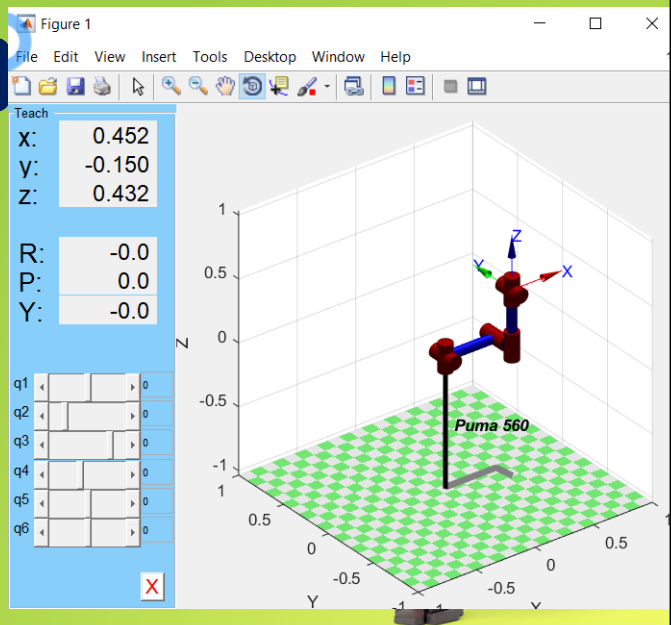 Figure 1
File Edit View Insert Tools Desktop Window Help
Teach
x: 0.452
y: -0.150
z: 0.432
R: -0.0
P: 0.0
Y: -0.0
q1 0
q2 0
q3 0
q4 0
q5 0
q6 0
X
Z
1
0.5
0
-0.5
-1
Z
Y
X
Puma 560
1
0.5
0
-0.5
-1
Y
1
0.5
0
-0.5
X